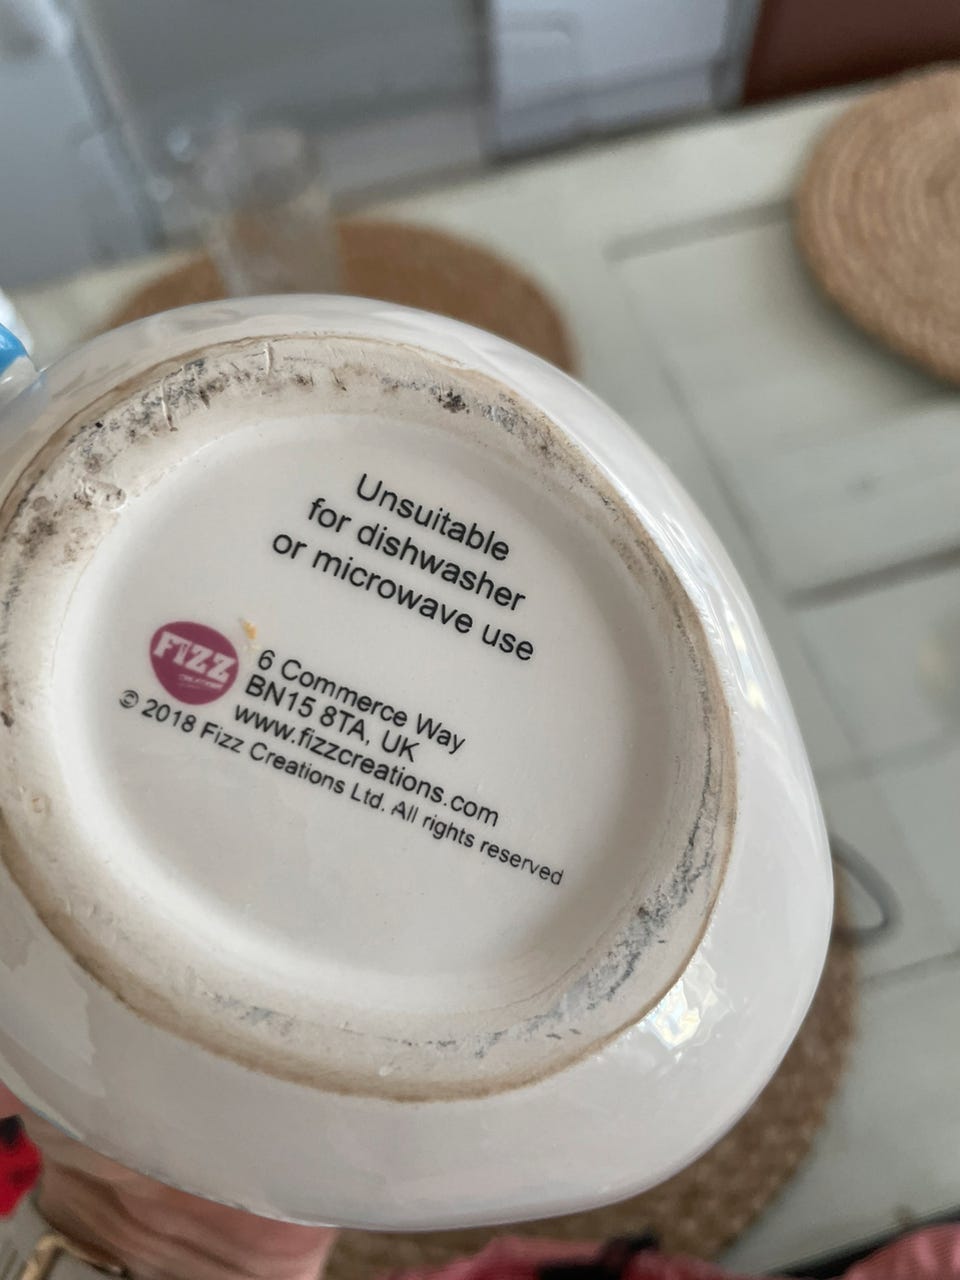 Unsuitable
for dishwasher
or microwave use
FIZZ
CREATIONS
6 Commerce Way
BN15 8TA, UK
www.fizzcreations.com
© 2018 Fizz Creations Ltd. All rights reserved